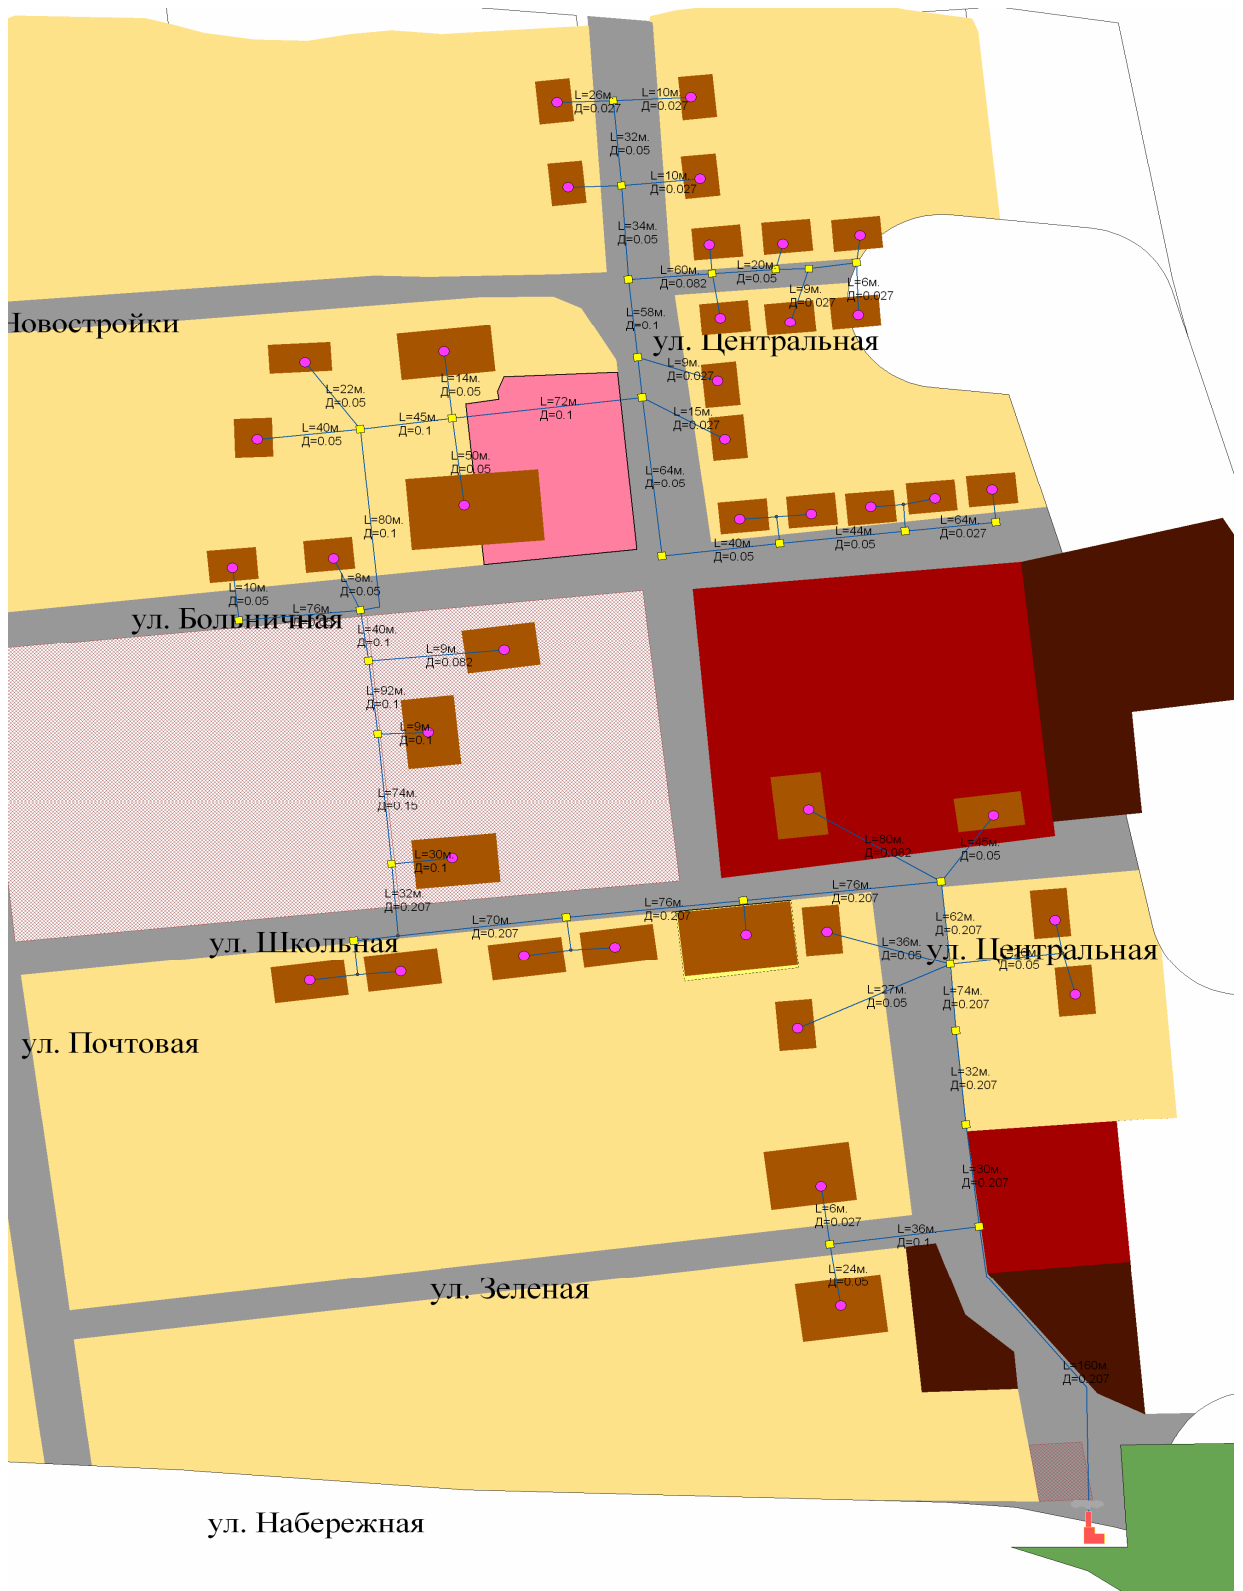 L=26м.
Д=0.027
L=10м.
Д=0.027
L=32м.
Д=0.05
L=10м.
Д=0.027
L=34м.
Д=0.05
L=60м.
Д=0.082
L=20м.
Д=0.05
L=9м.
Д=0.027
L=6м.
Д=0.027
L=58м.
Д=0.1
Новостройки
ул. Центральная
L=9м.
Д=0.027
L=14м.
Д=0.05
L=22м.
Д=0.05
L=72м.
Д=0.1
L=15м.
Д=0.027
L=45м.
Д=0.1
L=40м.
Д=0.05
L=50м.
Д=0.05
L=64м.
Д=0.05
L=80м.
Д=0.1
L=40м.
Д=0.05
L=44м.
Д=0.05
L=64м.
Д=0.027
L=8м.
Д=0.05
L=10м.
Д=0.05
L=76м.
ул. Больничная
L=40м.
Д=0.1
L=9м.
Д=0.082
L=92м.
Д=0.1
L=9м.
Д=0.1
L=74м.
Д=0.15
L=30м.
Д=0.1
L=80м.
Д=0.082
L=45м.
Д=0.05
L=32м.
Д=0.207
L=76м.
Д=0.207
L=76м.
Д=0.207
L=70м.
Д=0.207
L=62м.
Д=0.207
ул. Школьная
L=36м.
Д=0.05
ул. Центральная
Д=0.05
L=27м.
Д=0.05
L=74м.
Д=0.207
ул. Почтовая
L=32м.
Д=0.207
L=30м.
Д=0.207
L=6м.
Д=0.027
L=36м.
Д=0.1
L=24м.
Д=0.05
ул. Зеленая
L=160м.
Д=0.207
ул. Набережная